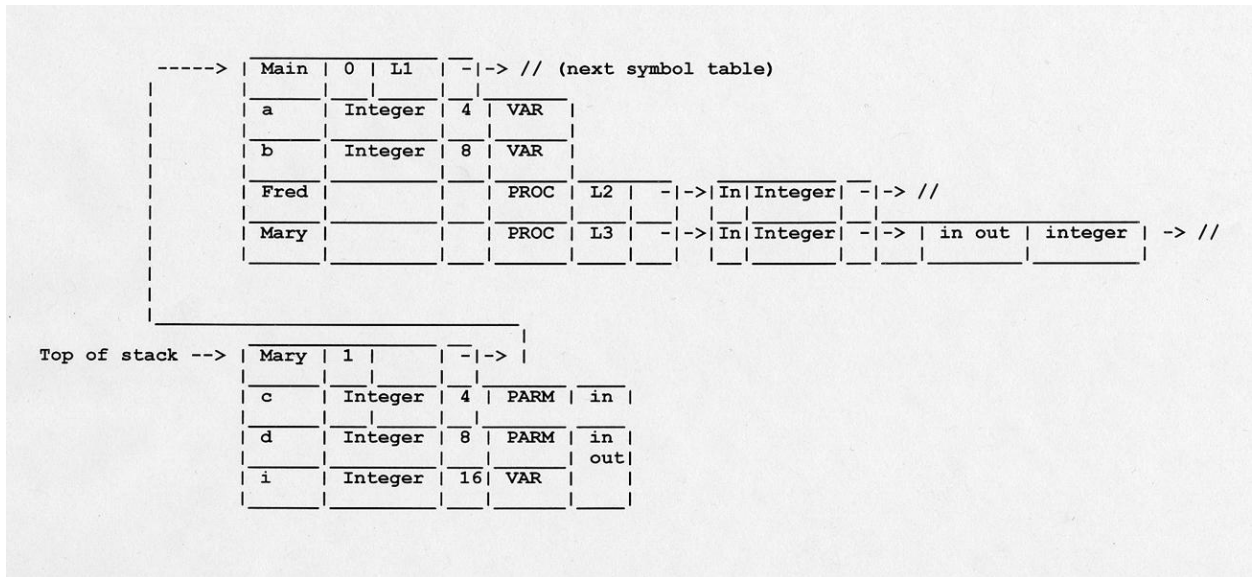 -----> | Main | 0 | L1 | -|-> // (next symbol table)
a | Integer | 4 | VAR |
b | Integer | 8 | VAR |
Fred | | | PROC | L2 | -|->|In|Integer| -|-> //
Mary | | | PROC | L3 | -|->|In|Integer| -|-> | in out | integer | -> //
Top of stack --> | Mary | 1 | | -|-> |
c | Integer | 4 | PARM | in |
d | Integer | 8 | PARM | in
out|
i | Integer | 16| VAR |